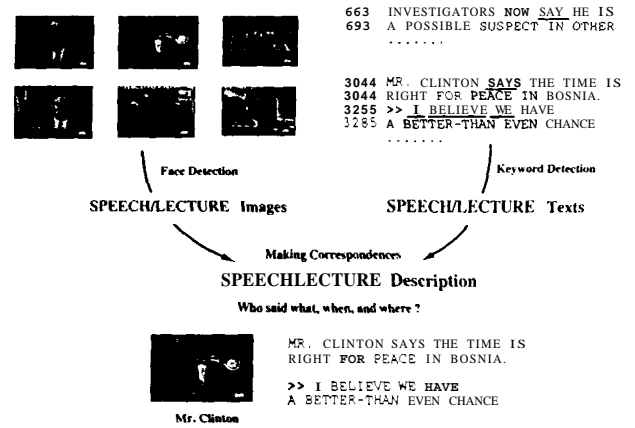 663 INVESTIGATORS NOW SAY HE IS
693 A POSSIBLE SUSPECT IN OTHER
.......
3044 MR. CLINTON SAYS THE TIME IS
3044 RIGHT FOR PEACE IN BOSNIA.
3255 >> I BELIEVE WE HAVE
3285 A BETTER-THAN EVEN CHANCE
.......
Face Detection
Keyword Detection
SPEECH/LECTURE Images
SPEECH/LECTURE Texts
Making Correspondences
SPEECHLECTURE Description
Who said what, when, and where ?
MR. CLINTON SAYS THE TIME IS
RIGHT FOR PEACE IN BOSNIA.
>> I BELIEVE WE HAVE
A BETTER-THAN EVEN CHANCE
Mr. Clinton